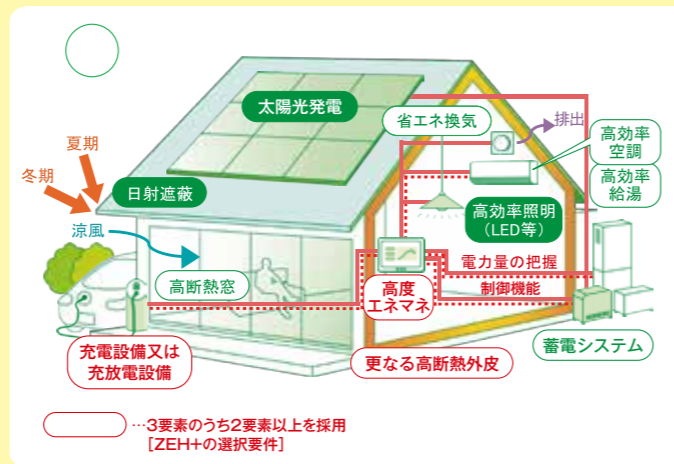 太陽光発電
省エネ換気
排出
高効率
空調
高効率
給湯
夏期
冬期
日射遮蔽
高効率照明
（LED等）
涼風
高断熱窓
高度
エネマネ
電力量の把握
制御機能
充電設備又は
充放電設備
更なる高断熱外皮
蓄電システム
…3要素のうち2要素以上を採用
［ZEH+の選択要件］